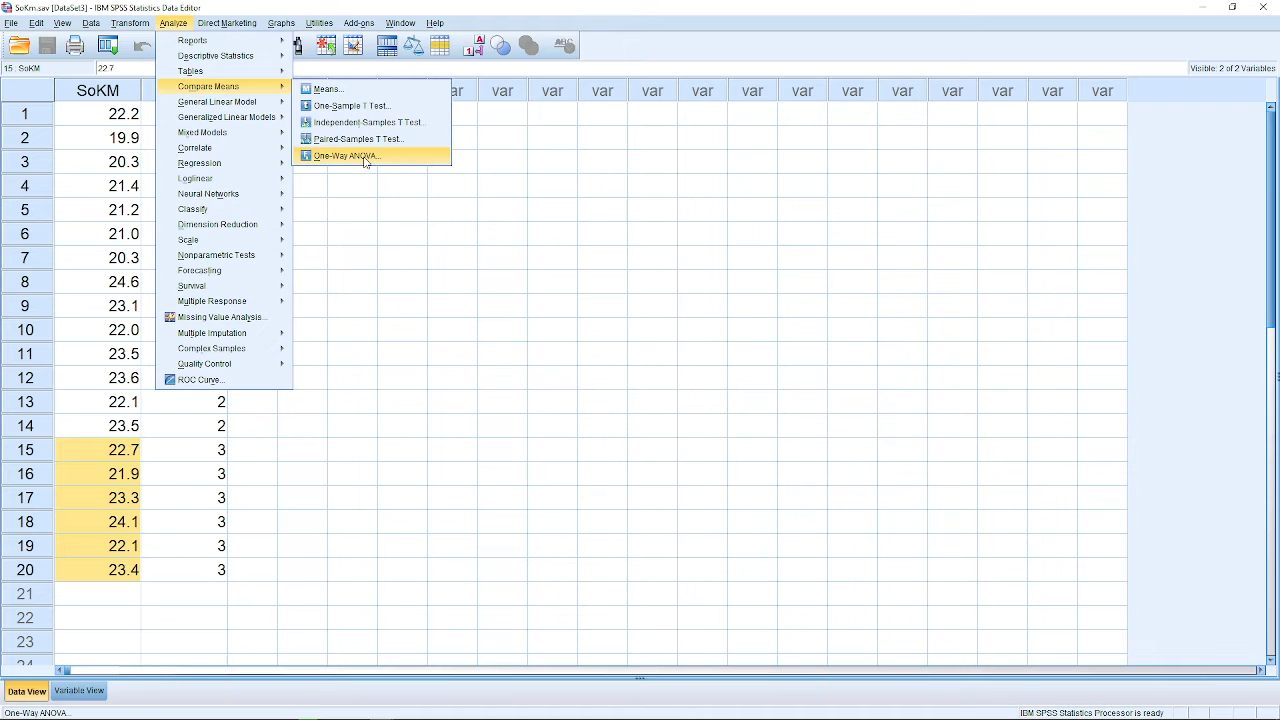 SoKm.sav [DataSet3] - IBM SPSS Statistics Data Editor
File Edit View Data Transform Analyze Direct Marketing Graphs Utilities Add-ons Window Help
15 : SoKM 22.7 Visible: 2 of 2 Variables
Reports
Descriptive Statistics
Tables
Compare Means
General Linear Model
Generalized Linear Models
Mixed Models
Correlate
Regression
Loglinear
Neural Networks
Classify
Dimension Reduction
Scale
Nonparametric Tests
Forecasting
Survival
Multiple Response
Missing Value Analysis...
Multiple Imputation
Complex Samples
Quality Control
ROC Curve...
Means...
One-Sample T Test...
Independent-Samples T Test...
Paired-Samples T Test...
One-Way ANOVA...
SoKM var var var var var var var var var var var var var
1 22.2
2 19.9
3 20.3
4 21.4
5 21.2
6 21.0
7 20.3
8 24.6
9 23.1
10 22.0
11 23.5
12 23.6
13 22.1 2
14 23.5 2
15 22.7 3
16 21.9 3
17 23.3 3
18 24.1 3
19 22.1 3
20 23.4 3
21
22
23
24
Data View Variable View
One-Way ANOVA... IBM SPSS Statistics Processor is ready